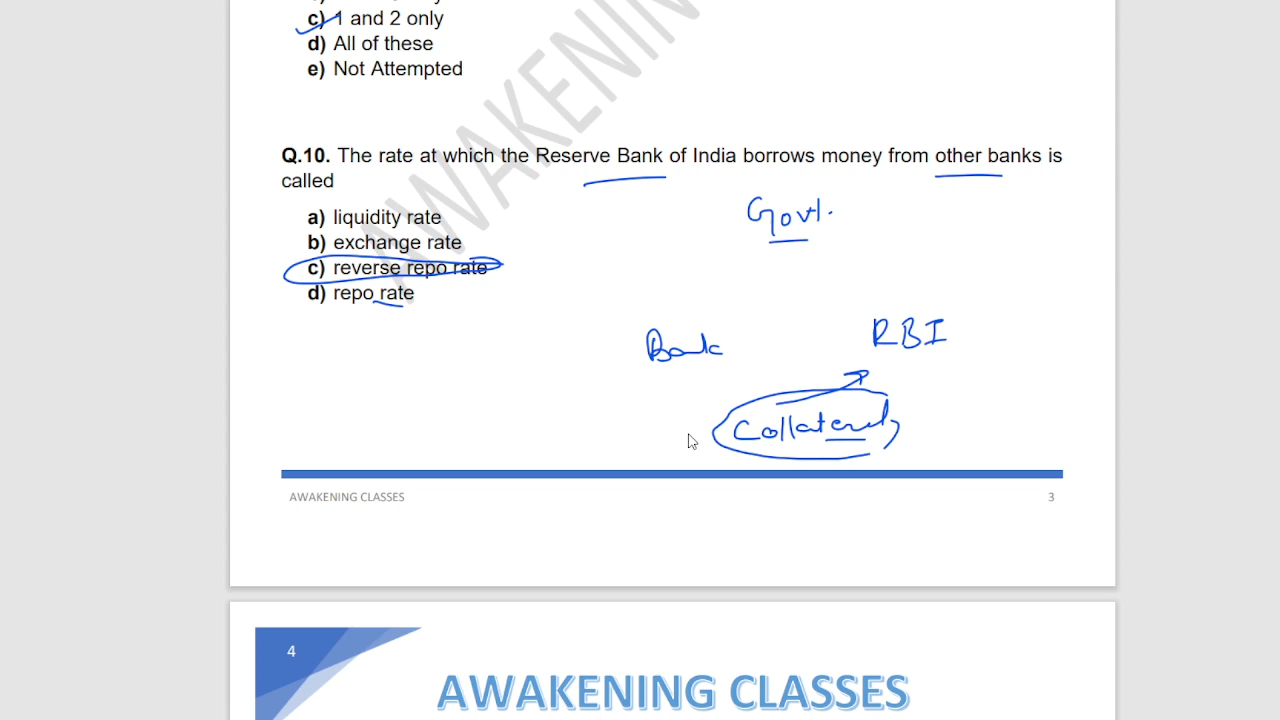 c) 1 and 2 only
d) All of these
e) Not Attempted
AWAKENING
Q.10. The rate at which the Reserve Bank of India borrows money from other banks is
called
a) liquidity rate
b) exchange rate
c) reverse repo rate
d) repo rate
Govt.
Bank
RBI
Collateral
AWAKENING CLASSES
3
4
AWAKENING CLASSES